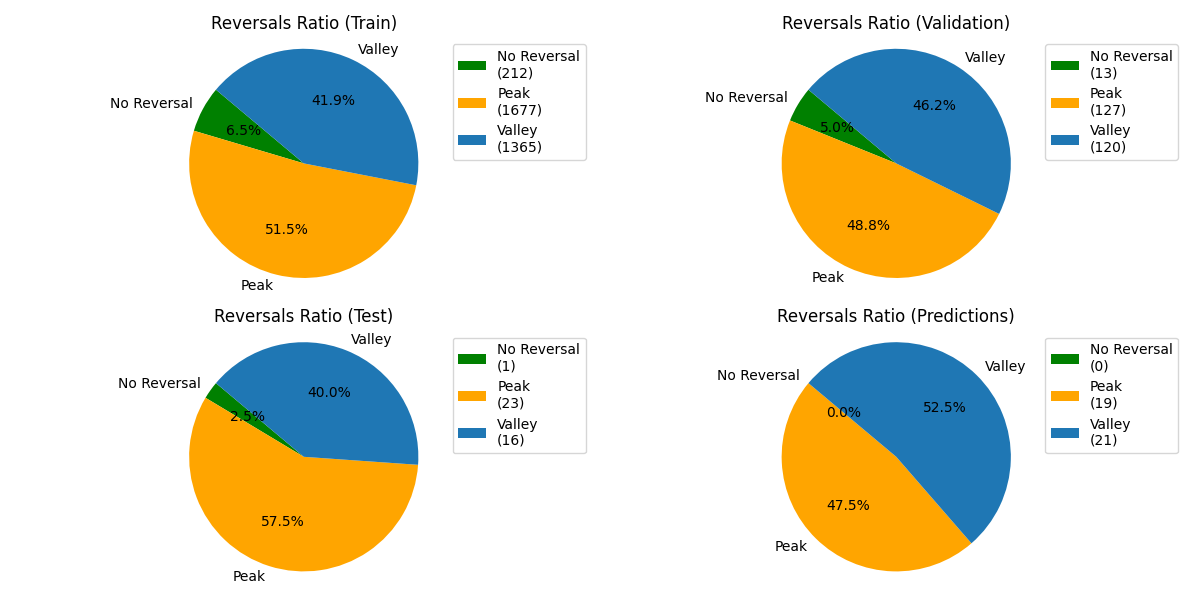 Reversals Ratio (Train)
Valley
No Reversal
41.9%
6.5%
51.5%
Peak
No Reversal
(212)
Peak
(1677)
Valley
(1365)
Reversals Ratio (Validation)
Valley
No Reversal
46.2%
5.0%
48.8%
Peak
No Reversal
(13)
Peak
(127)
Valley
(120)
Reversals Ratio (Test)
Valley
No Reversal
40.0%
2.5%
57.5%
Peak
No Reversal
(1)
Peak
(23)
Valley
(16)
Reversals Ratio (Predictions)
Valley
No Reversal
52.5%
0.0%
47.5%
Peak
No Reversal
(0)
Peak
(19)
Valley
(21)